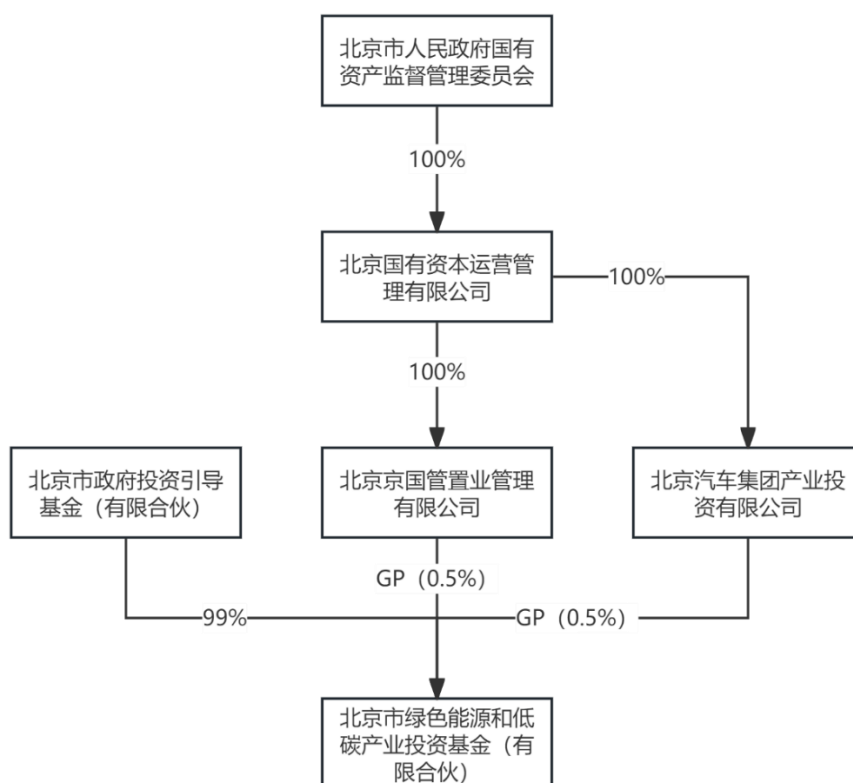 北京市人民政府国有
资产监督管理委员会
100%
北京国有资本运营管
理有限公司
100%
100%
北京市政府投资引导
基金（有限合伙）
北京京国管置业管理
有限公司
北京汽车集团产业投
资有限公司
GP（0.5%）
99%
GP（0.5%）
北京市绿色能源和低
碳产业投资基金（有
限合伙）